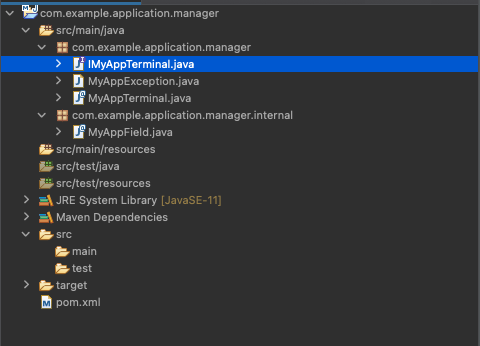 com.example.application.manager
src/main/java
com.example.application.manager
IMyAppTerminal.java
MyAppException.java
MyAppTerminal.java
com.example.application.manager.internal
MyAppField.java
src/main/resources
src/test/java
src/test/resources
JRE System Library [JavaSE-11]
Maven Dependencies
src
main
test
target
pom.xml